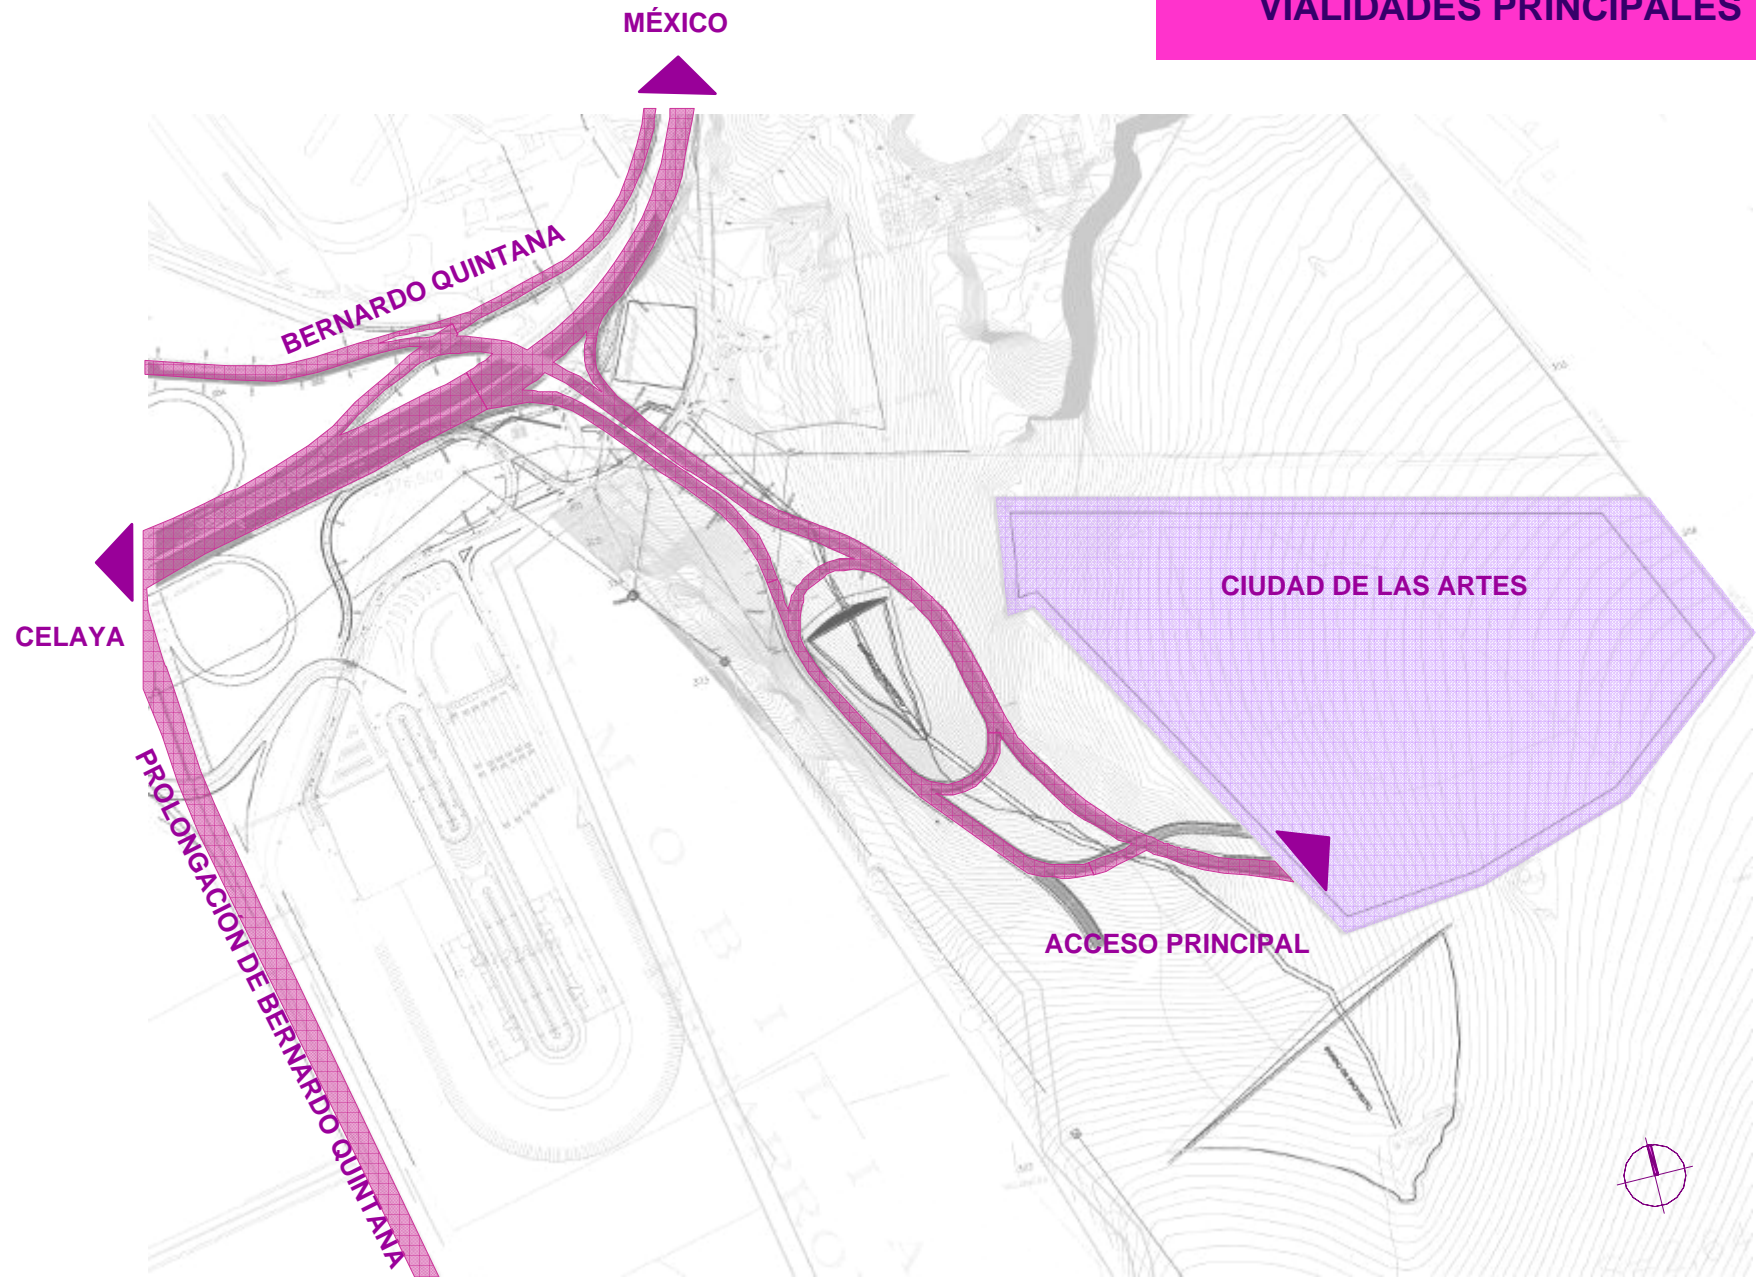 VIALIDADES PRINCIPALES
MÉXICO
BERNARDO QUINTANA
CIUDAD DE LAS ARTES
CELAYA
PROLONGACIÓN DE BERNARDO QUINTANA
ACCESO PRINCIPAL